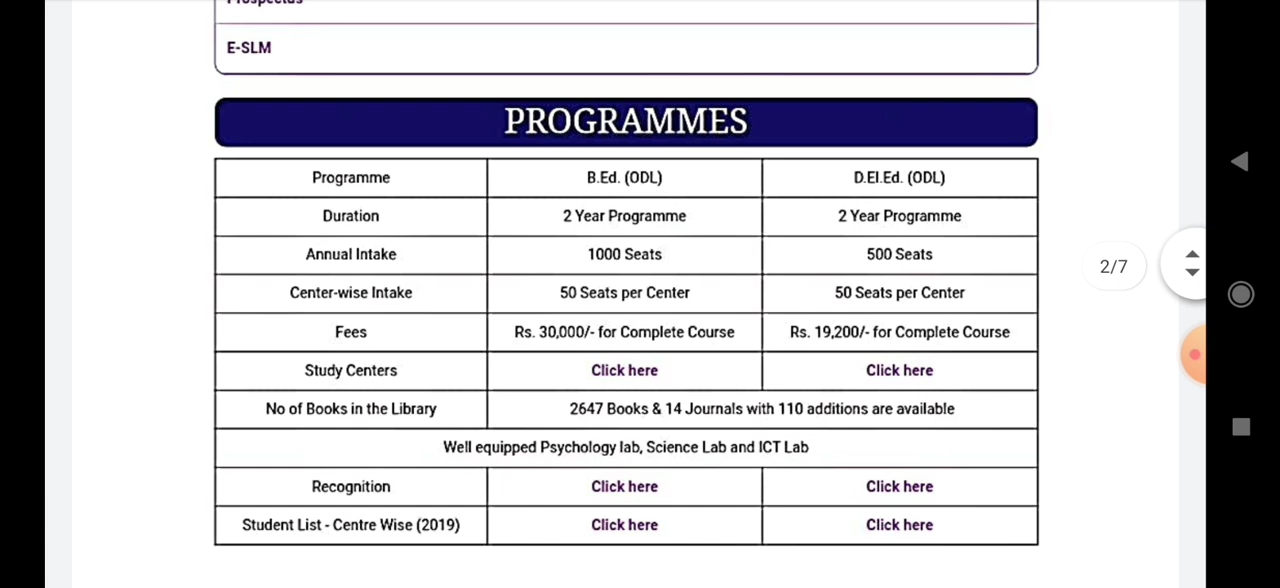 Prospectus
E-SLM
PROGRAMMES
Programme B.Ed. (ODL) D.El.Ed. (ODL)
Duration 2 Year Programme 2 Year Programme
Annual Intake 1000 Seats 500 Seats
Center-wise Intake 50 Seats per Center 50 Seats per Center
Fees Rs. 30,000/- for Complete Course Rs. 19,200/- for Complete Course
Study Centers Click here Click here
No of Books in the Library 2647 Books & 14 Journals with 110 additions are available
Well equipped Psychology lab, Science Lab and ICT Lab
Recognition Click here Click here
Student List - Centre Wise (2019) Click here Click here
2/7